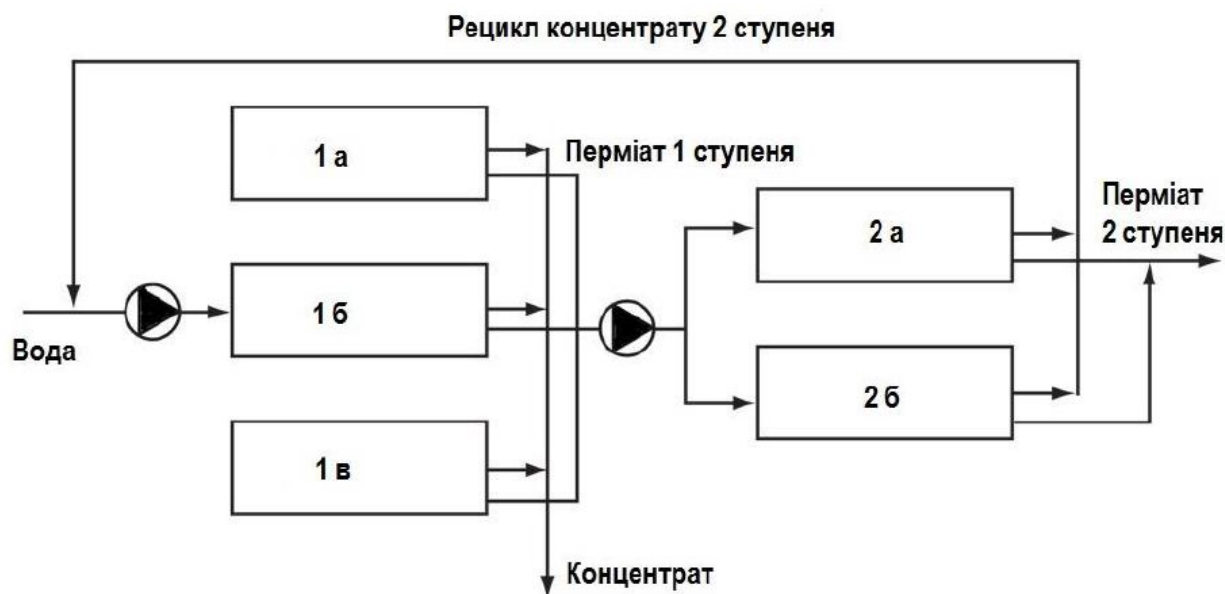 Рецикл концентрату 2 ступеня
1 а
Перміат 1 ступеня
2 а
Перміат
2 ступеня
1 б
Вода
2 б
1 в
Концентрат